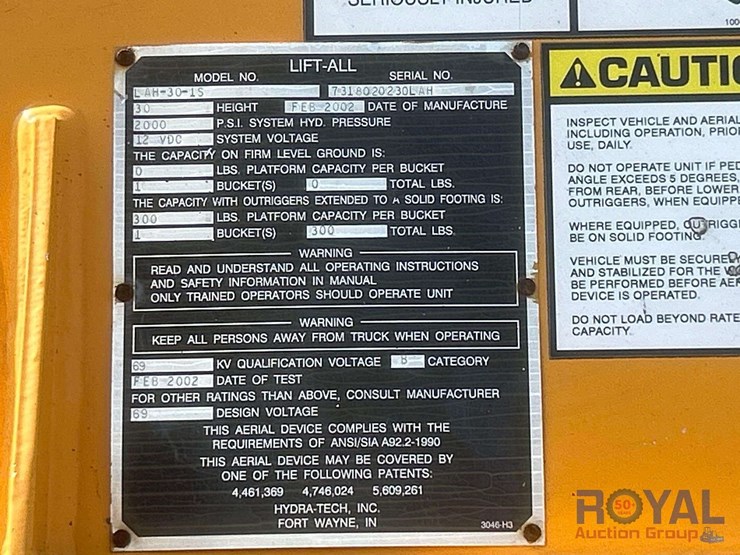 SERIOUSLY INJURED
100
LIFT-ALL
MODEL NO. SERIAL NO.
LAH-30-1S 7318020230LAH
30 HEIGHT FEB 2002 DATE OF MANUFACTURE
2000 P.S.I. SYSTEM HYD. PRESSURE
12 VDC SYSTEM VOLTAGE
THE CAPACITY ON FIRM LEVEL GROUND IS:
0 LBS. PLATFORM CAPACITY PER BUCKET
1 BUCKET(S) 0 TOTAL LBS.
THE CAPACITY WITH OUTRIGGERS EXTENDED TO A SOLID FOOTING IS:
300 LBS. PLATFORM CAPACITY PER BUCKET
1 BUCKET(S) 300 TOTAL LBS.
WARNING
READ AND UNDERSTAND ALL OPERATING INSTRUCTIONS
AND SAFETY INFORMATION IN MANUAL
ONLY TRAINED OPERATORS SHOULD OPERATE UNIT
WARNING
KEEP ALL PERSONS AWAY FROM TRUCK WHEN OPERATING
69 KV QUALIFICATION VOLTAGE B CATEGORY
FEB 2002 DATE OF TEST
FOR OTHER RATINGS THAN ABOVE, CONSULT MANUFACTURER
69 DESIGN VOLTAGE
THIS AERIAL DEVICE COMPLIES WITH THE
REQUIREMENTS OF ANSI/SIA A92.2-1990
THIS AERIAL DEVICE MAY BE COVERED BY
ONE OF THE FOLLOWING PATENTS:
4,461,369 4,746,024 5,609,261
HYDRA-TECH, INC.
FORT WAYNE, IN
3046-H3
CAUTIO
INSPECT VEHICLE AND AERIAL
INCLUDING OPERATION, PRIO
USE, DAILY.
DO NOT OPERATE UNIT IF PED
ANGLE EXCEEDS 5 DEGREES,
FROM REAR, BEFORE LOWER
OUTRIGGERS, WHEN EQUIPPE
WHERE EQUIPPED, OUTRIGG
BE ON SOLID FOOTING.
VEHICLE MUST BE SECURELY
AND STABILIZED FOR THE
BE PERFORMED BEFORE AER
DEVICE IS OPERATED.
DO NOT LOAD BEYOND RATE
CAPACITY.
ROYAL
50+
Auction Group